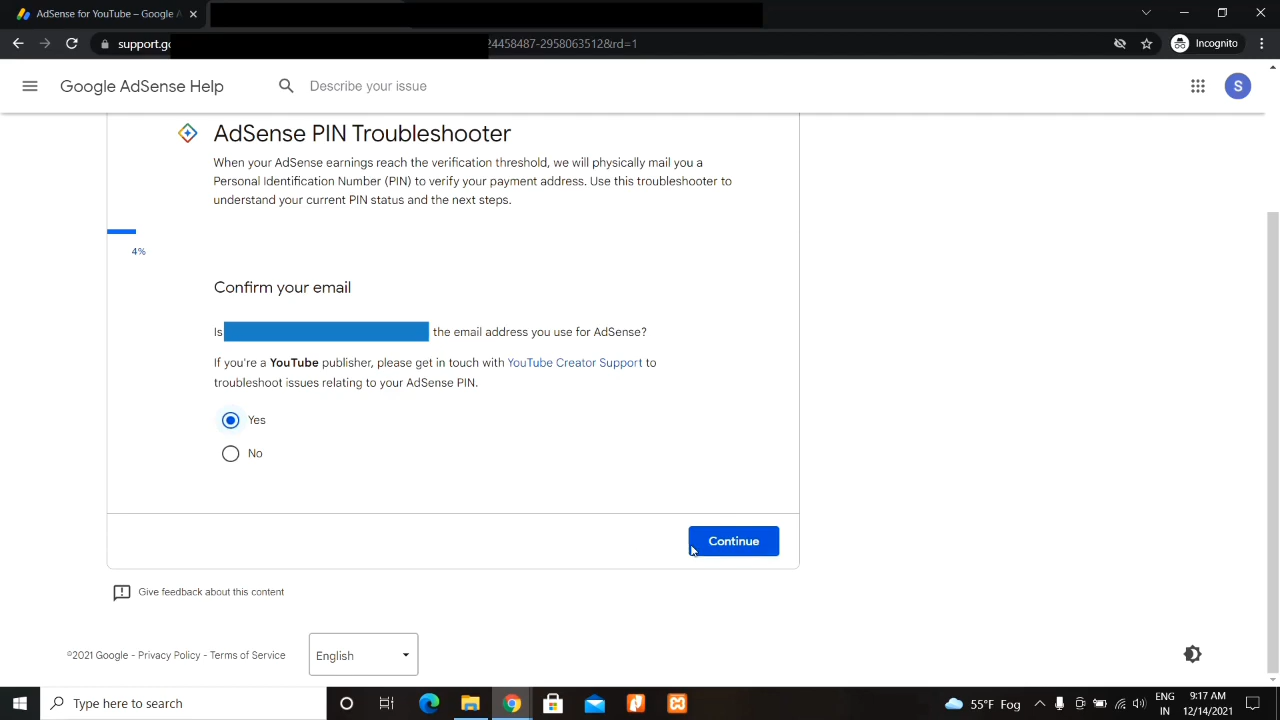 AdSense for YouTube – Google A
support.go
24458487-29580635128&rd=1
Incognito
Google AdSense Help
Describe your issue
S
AdSense PIN Troubleshooter
When your AdSense earnings reach the verification threshold, we will physically mail you a
Personal Identification Number (PIN) to verify your payment address. Use this troubleshooter to
understand your current PIN status and the next steps.
4%
Confirm your email
Is
the email address you use for AdSense?
If you're a YouTube publisher, please get in touch with YouTube Creator Support to
troubleshoot issues relating to your AdSense PIN.
Yes
No
Continue
Give feedback about this content
©2021 Google - Privacy Policy - Terms of Service
English
Type here to search
55°F Fog
ENG
IN
9:17 AM
12/14/2021